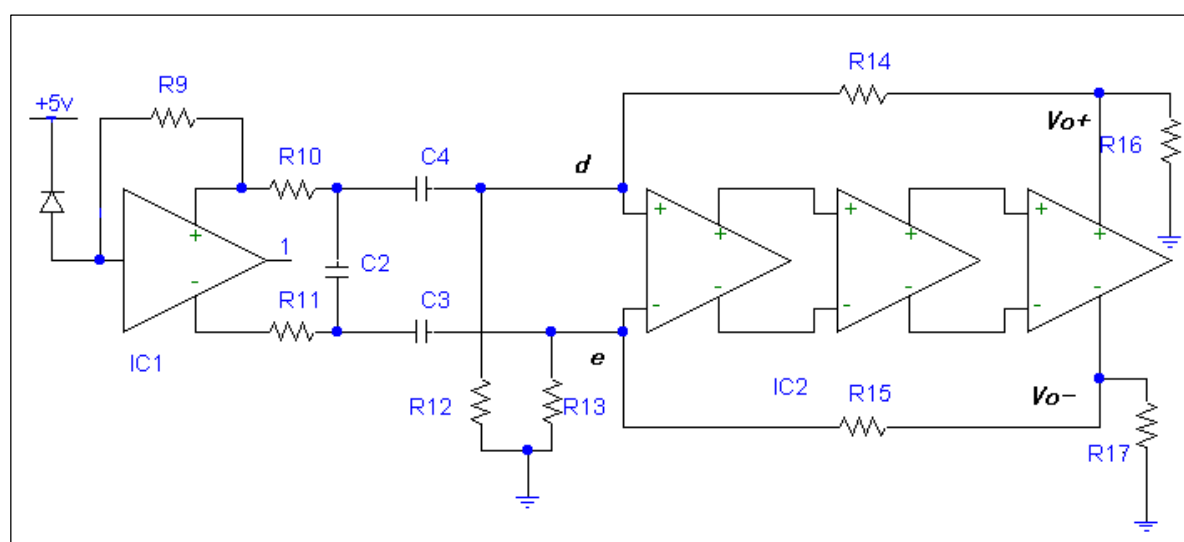 R14
R9
+5v
Vo+
R16
R10
C4
d
+
+
+
+
+
+
+
1
C2
-
-
-
-
-
-
-
R11
C3
IC1
e
IC2
R15
Vo-
R12
R13
R17